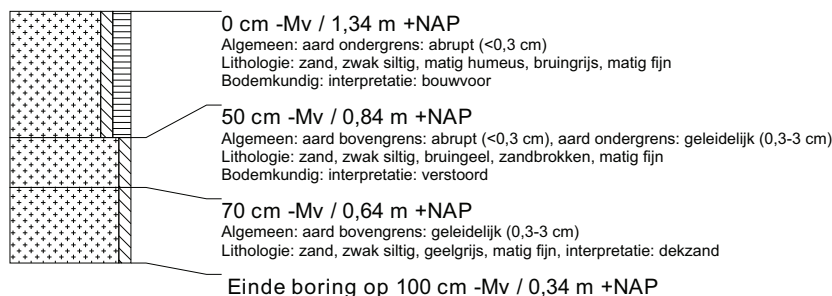 0 cm -Mv / 1,34 m +NAP
Algemeen: aard ondergrens: abrupt (<0,3 cm)
Lithologie: zand, zwak siltig, matig humeus, bruingrijs, matig fijn
Bodemkundig: interpretatie: bouwvoor
50 cm -Mv / 0,84 m +NAP
Algemeen: aard bovengrens: abrupt (<0,3 cm), aard ondergrens: geleidelijk (0,3-3 cm)
Lithologie: zand, zwak siltig, bruingeel, zandbrokken, matig fijn
Bodemkundig: interpretatie: verstoord
70 cm -Mv / 0,64 m +NAP
Algemeen: aard bovengrens: geleidelijk (0,3-3 cm)
Lithologie: zand, zwak siltig, geelgrijs, matig fijn, interpretatie: dekzand
Einde boring op 100 cm -Mv / 0,34 m +NAP